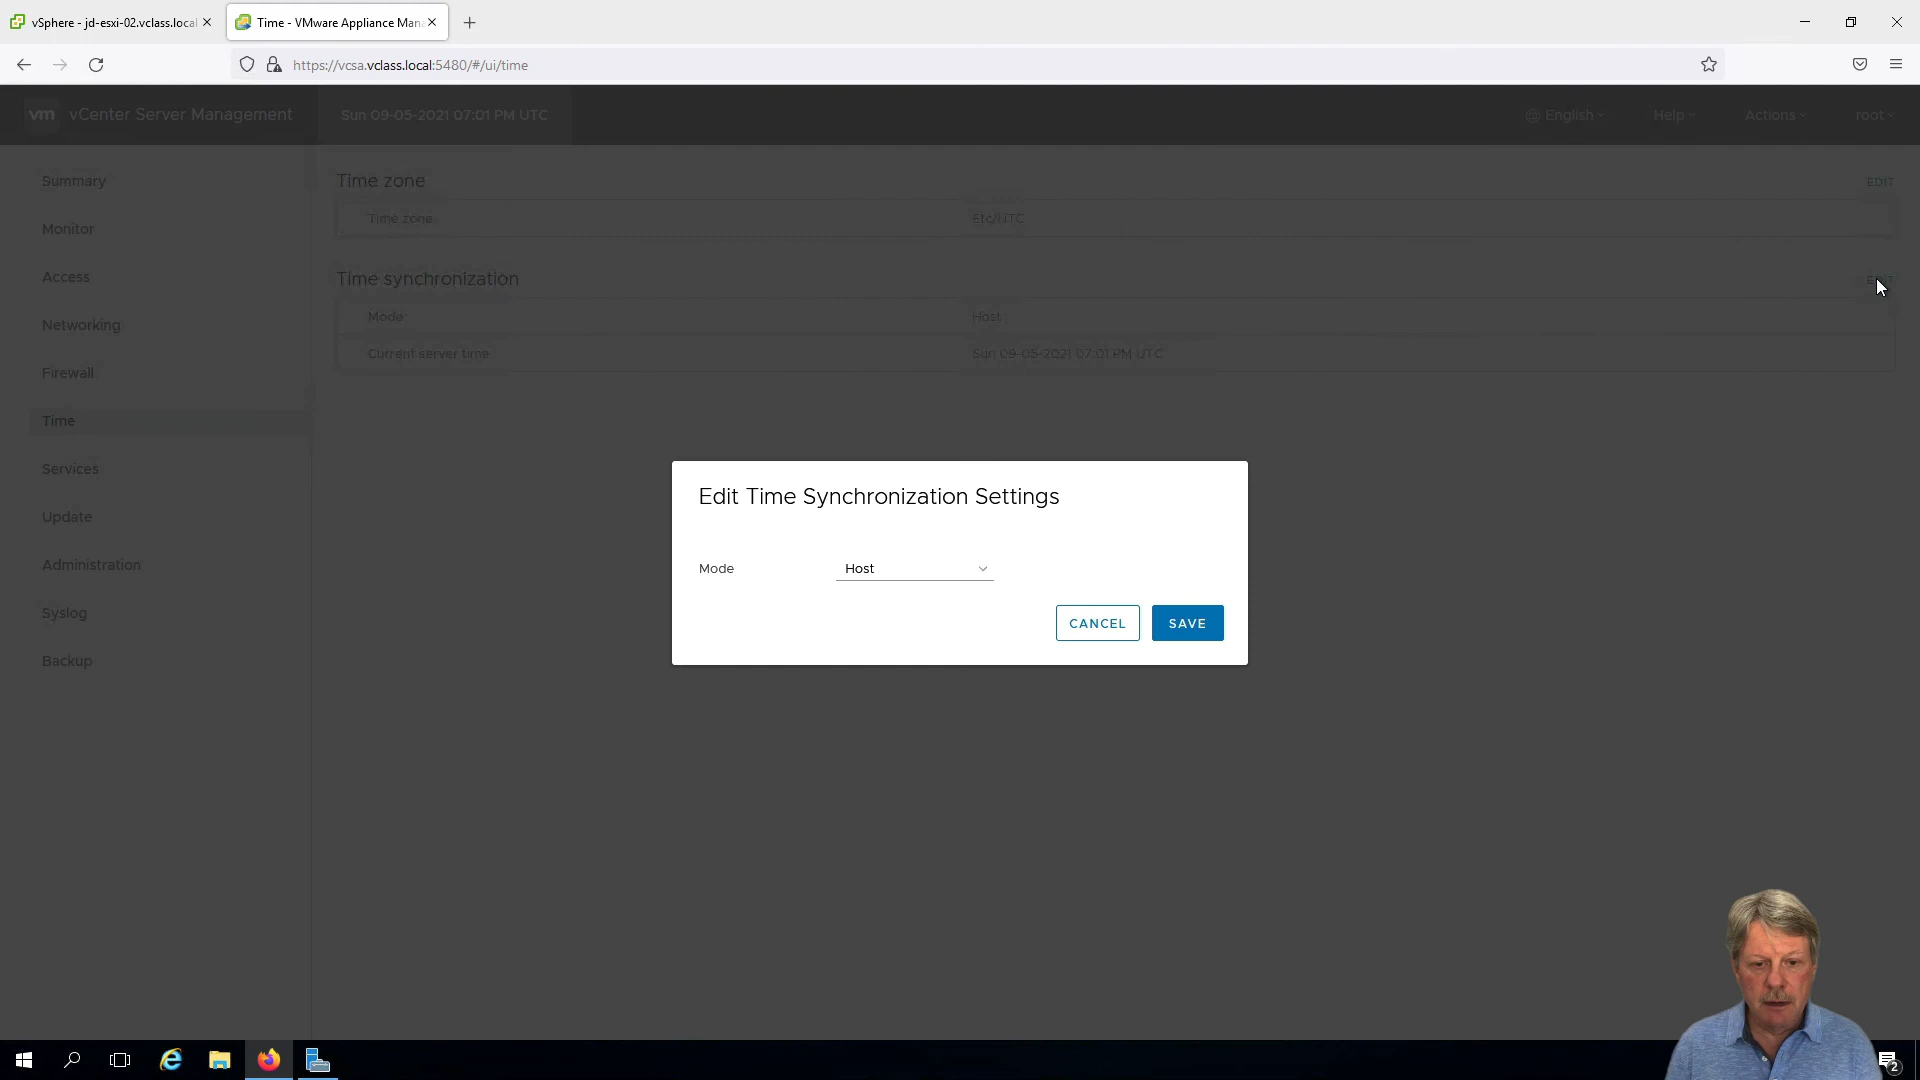 vSphere - jd-esxi-02.vclass.local
Time - VMware Appliance Man
https://vcsa.vclass.local:5480/#/ui/time
vm vCenter Server Management
Sun 09-05-2021 07:01 PM UTC
English
Help
Actions
root
Summary
Monitor
Access
Networking
Firewall
Time
Services
Update
Administration
Syslog
Backup
Time zone
EDIT
Time zone
Etc/UTC
Time synchronization
EDIT
Mode
Host
Current server time
Sun 09-05-2021 07:01 PM UTC
Edit Time Synchronization Settings
Mode
Host
CANCEL
SAVE
2